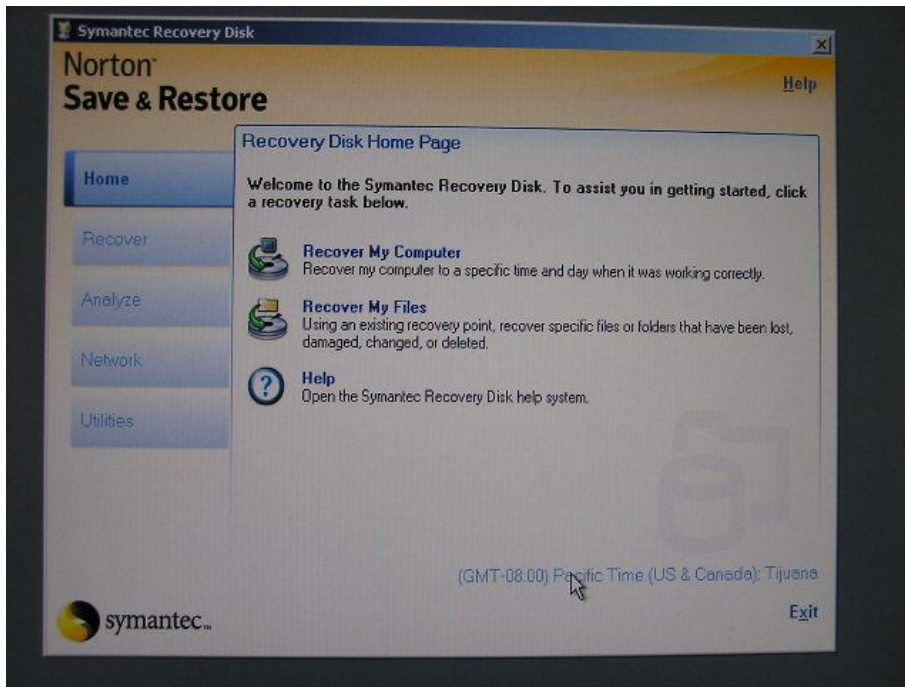 Symantec Recovery Disk
Norton
Save & Restore
Help
Home
Recover
Analyze
Network
Utilities
Recovery Disk Home Page
Welcome to the Symantec Recovery Disk. To assist you in getting started, click
a recovery task below.
Recover My Computer
Recover my computer to a specific time and day when it was working correctly.
Recover My Files
Using an existing recovery point, recover specific files or folders that have been lost,
damaged, changed, or deleted.
Help
Open the Symantec Recovery Disk help system.
(GMT-08:00) Pacific Time (US & Canada); Tijuana
symantec™
Exit